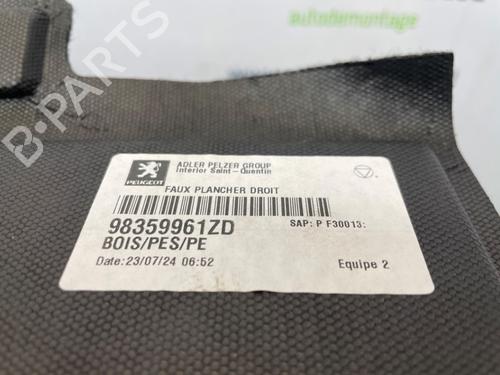 autodemontage
B-PARTS
PEUGEOT
ADLER PELZER GROUP
Interior Saint-Quentin
FAUX PLANCHER DROIT
98359961ZD
SAP: P F30013:
BOIS/PES/PE
Date:23/07/24 06:52
Equipe 2